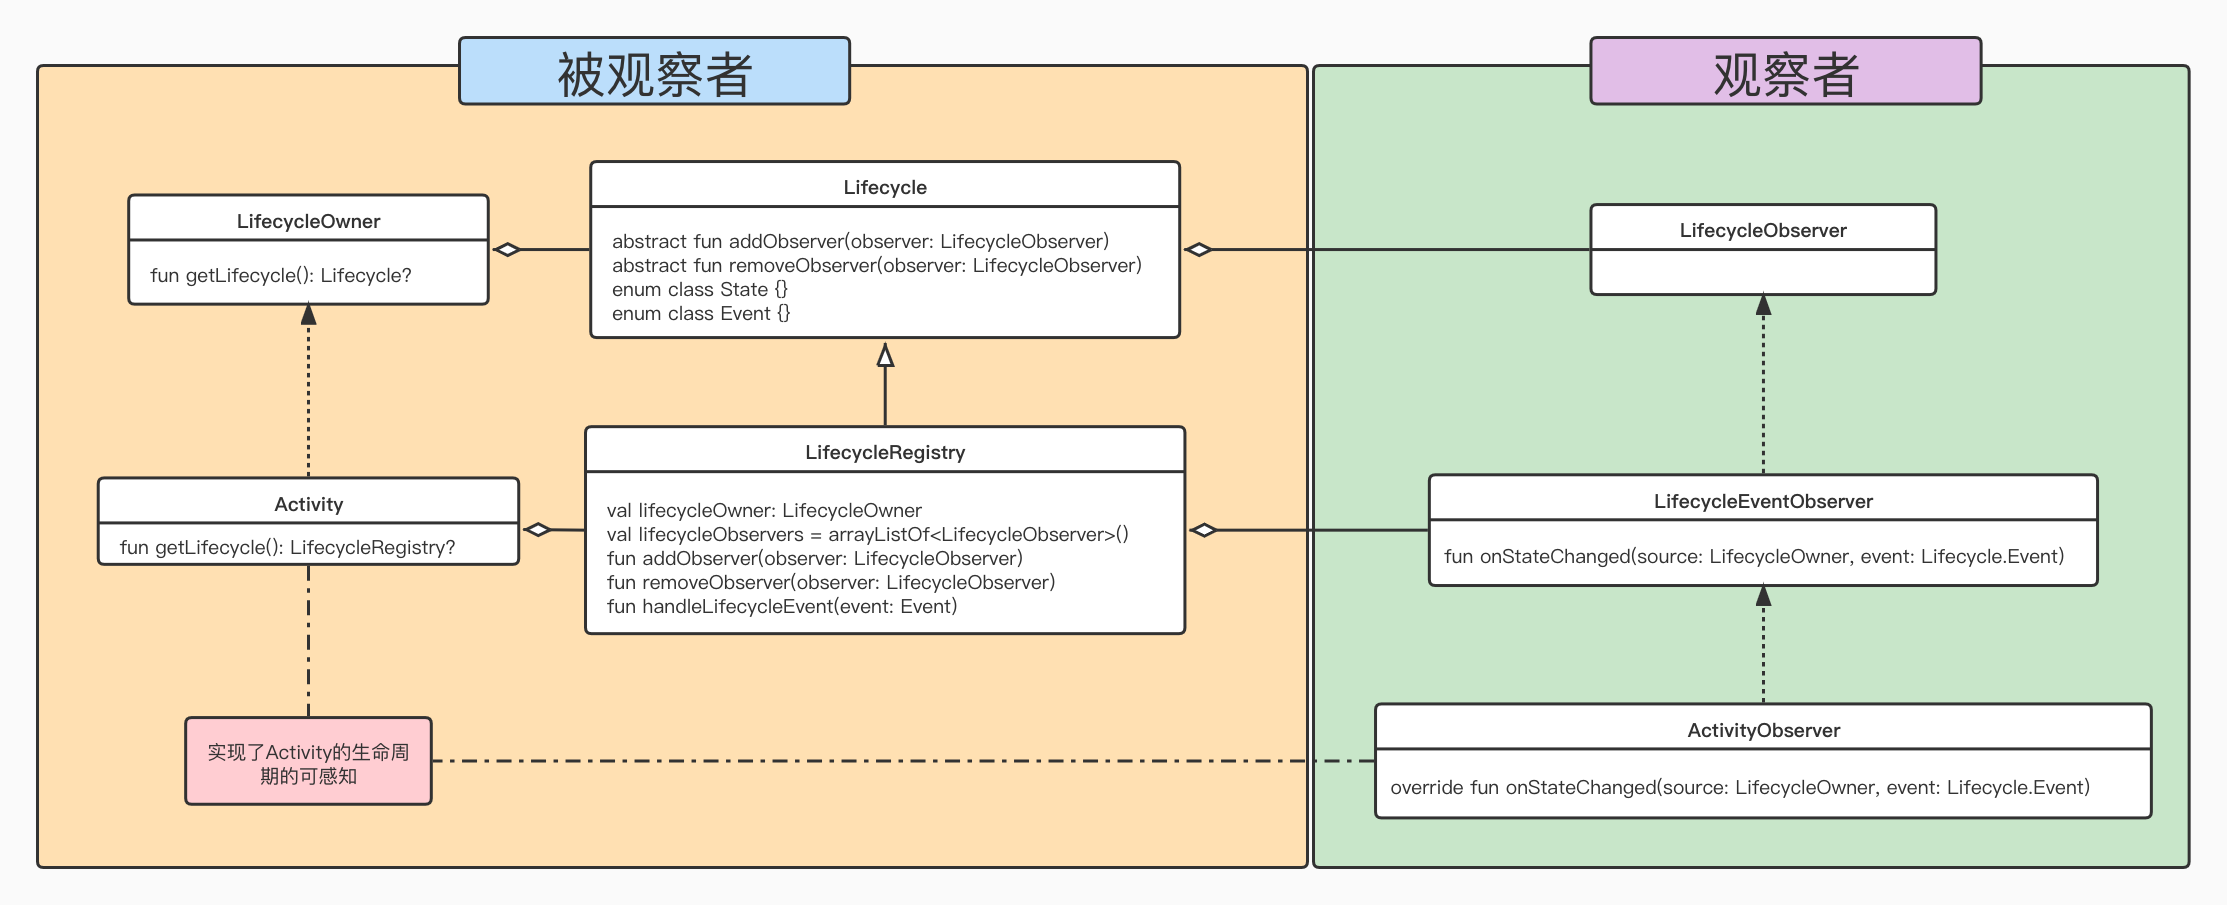 被观察者
观察者
LifecycleOwner
fun getLifecycle(): Lifecycle?
Lifecycle
abstract fun addObserver(observer: LifecycleObserver)
abstract fun removeObserver(observer: LifecycleObserver)
enum class State {}
enum class Event {}
LifecycleObserver
Activity
fun getLifecycle(): LifecycleRegistry?
LifecycleRegistry
val lifecycleOwner: LifecycleOwner
val lifecycleObservers = arrayListOf<LifecycleObserver>()
fun addObserver(observer: LifecycleObserver)
fun removeObserver(observer: LifecycleObserver)
fun handleLifecycleEvent(event: Event)
LifecycleEventObserver
fun onStateChanged(source: LifecycleOwner, event: Lifecycle.Event)
实现了Activity的生命周
期的可感知
ActivityObserver
override fun onStateChanged(source: LifecycleOwner, event: Lifecycle.Event)